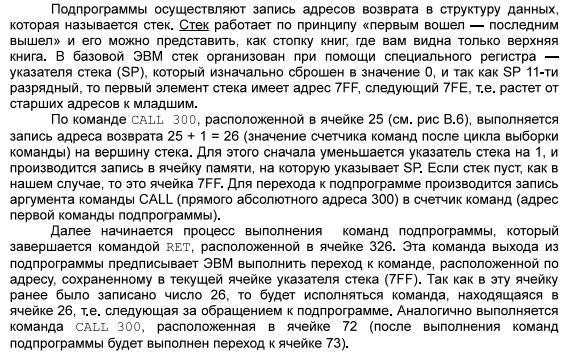 Подпрограммы осуществляют запись адресов возврата в структуру данных,
которая называется стек. Стек работает по принципу «первым вошел — последним
вышел» и его можно представить, как стопку книг, где вам видна только верхняя
книга. В базовой ЭВМ стек организован при помощи специального регистра —
указателя стека (SP), который изначально сброшен в значение 0, и так как SP 11-ти
разрядный, то первый элемент стека имеет адрес 7FF, следующий 7FE, т.е. растет от
старших адресов к младшим.
По команде CALL 300, расположенной в ячейке 25 (см. рис В.6), выполняется
запись адреса возврата 25 + 1 = 26 (значение счетчика команд после цикла выборки
команды) на вершину стека. Для этого сначала уменьшается указатель стека на 1, и
производится запись в ячейку памяти, на которую указывает SP. Если стек пуст, как в
нашем случае, то это ячейка 7FF. Для перехода к подпрограмме производится запись
аргумента команды CALL (прямого абсолютного адреса 300) в счетчик команд (адрес
первой команды подпрограммы).
Далее начинается процесс выполнения команд подпрограммы, который
завершается командой RET, расположенной в ячейке 326. Эта команда выхода из
подпрограммы предписывает ЭВМ выполнить переход к команде, расположенной по
адресу, сохраненному в текущей ячейке указателя стека (7FF). Так как в эту ячейку
ранее было записано число 26, то будет исполняться команда, находящаяся в
ячейке 26, т.е. следующая за обращением к подпрограмме. Аналогично выполняется
команда CALL 300, расположенная в ячейке 72 (после выполнения команд
подпрограммы будет выполнен переход к ячейке 73).